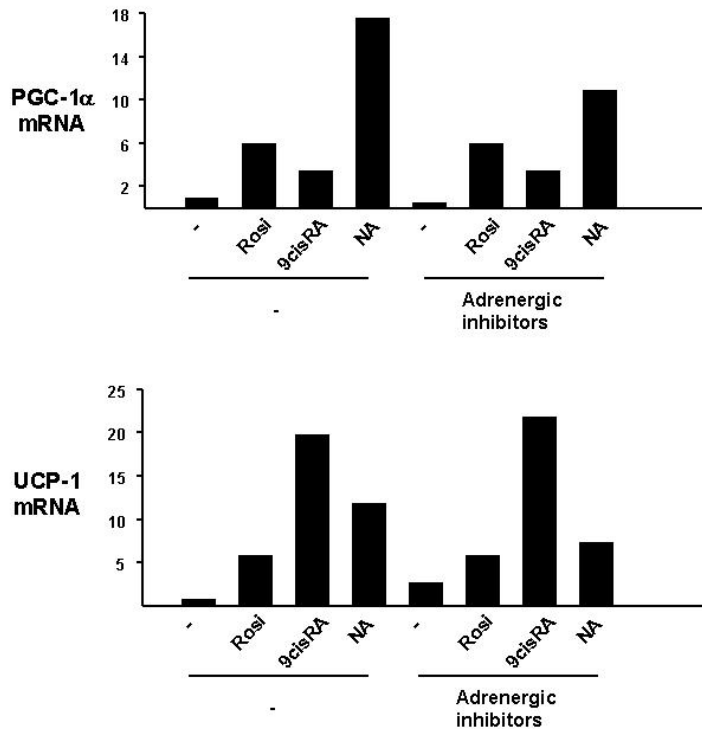 18
14
PGC-1α
mRNA
10
6
2
-
Rosi
9cisRA
NA
-
Rosi
9cisRA
NA
-
Adrenergic
inhibitors
25
20
UCP-1
mRNA
15
10
5
-
Rosi
9cisRA
NA
-
Rosi
9cisRA
NA
-
Adrenergic
inhibitors